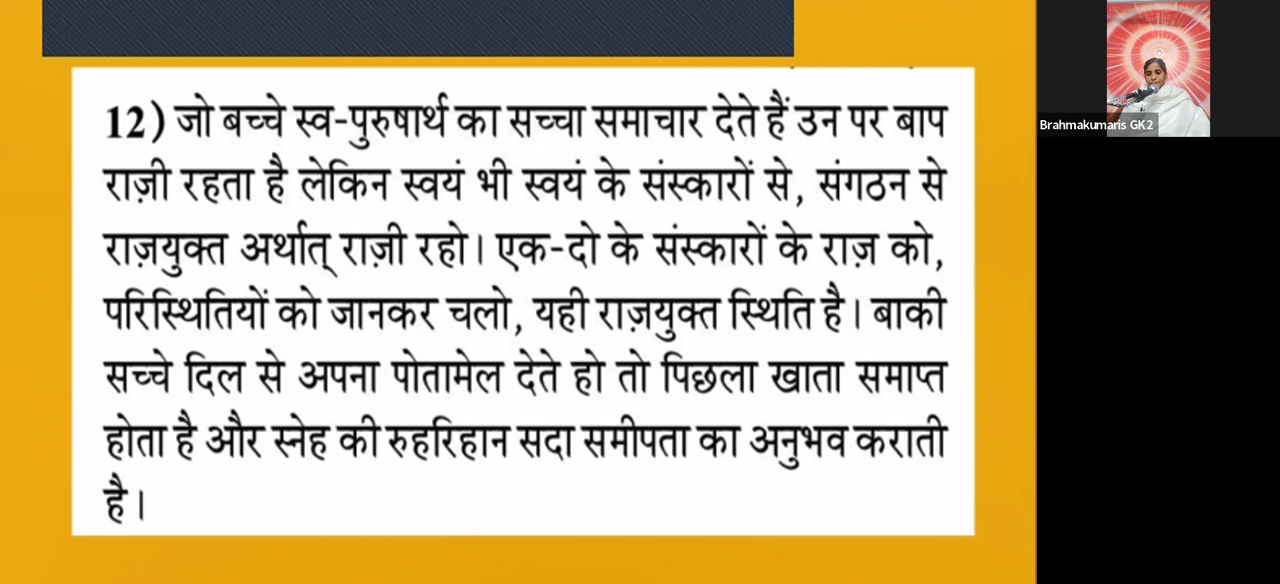 12) जो बच्चे स्व-पुरुषार्थ का सच्चा समाचार देते हैं उन पर बाप
राज़ी रहता है लेकिन स्वयं भी स्वयं के संस्कारों से, संगठन से
राज़युक्त अर्थात् राज़ी रहो। एक-दो के संस्कारों के राज़ को,
परिस्थितियों को जानकर चलो, यही राज़युक्त स्थिति है। बाकी
सच्चे दिल से अपना पोतामेल देते हो तो पिछला खाता समाप्त
होता है और स्नेह की रुहरिहान सदा समीपता का अनुभव कराती
है।
Brahmakumaris GK2